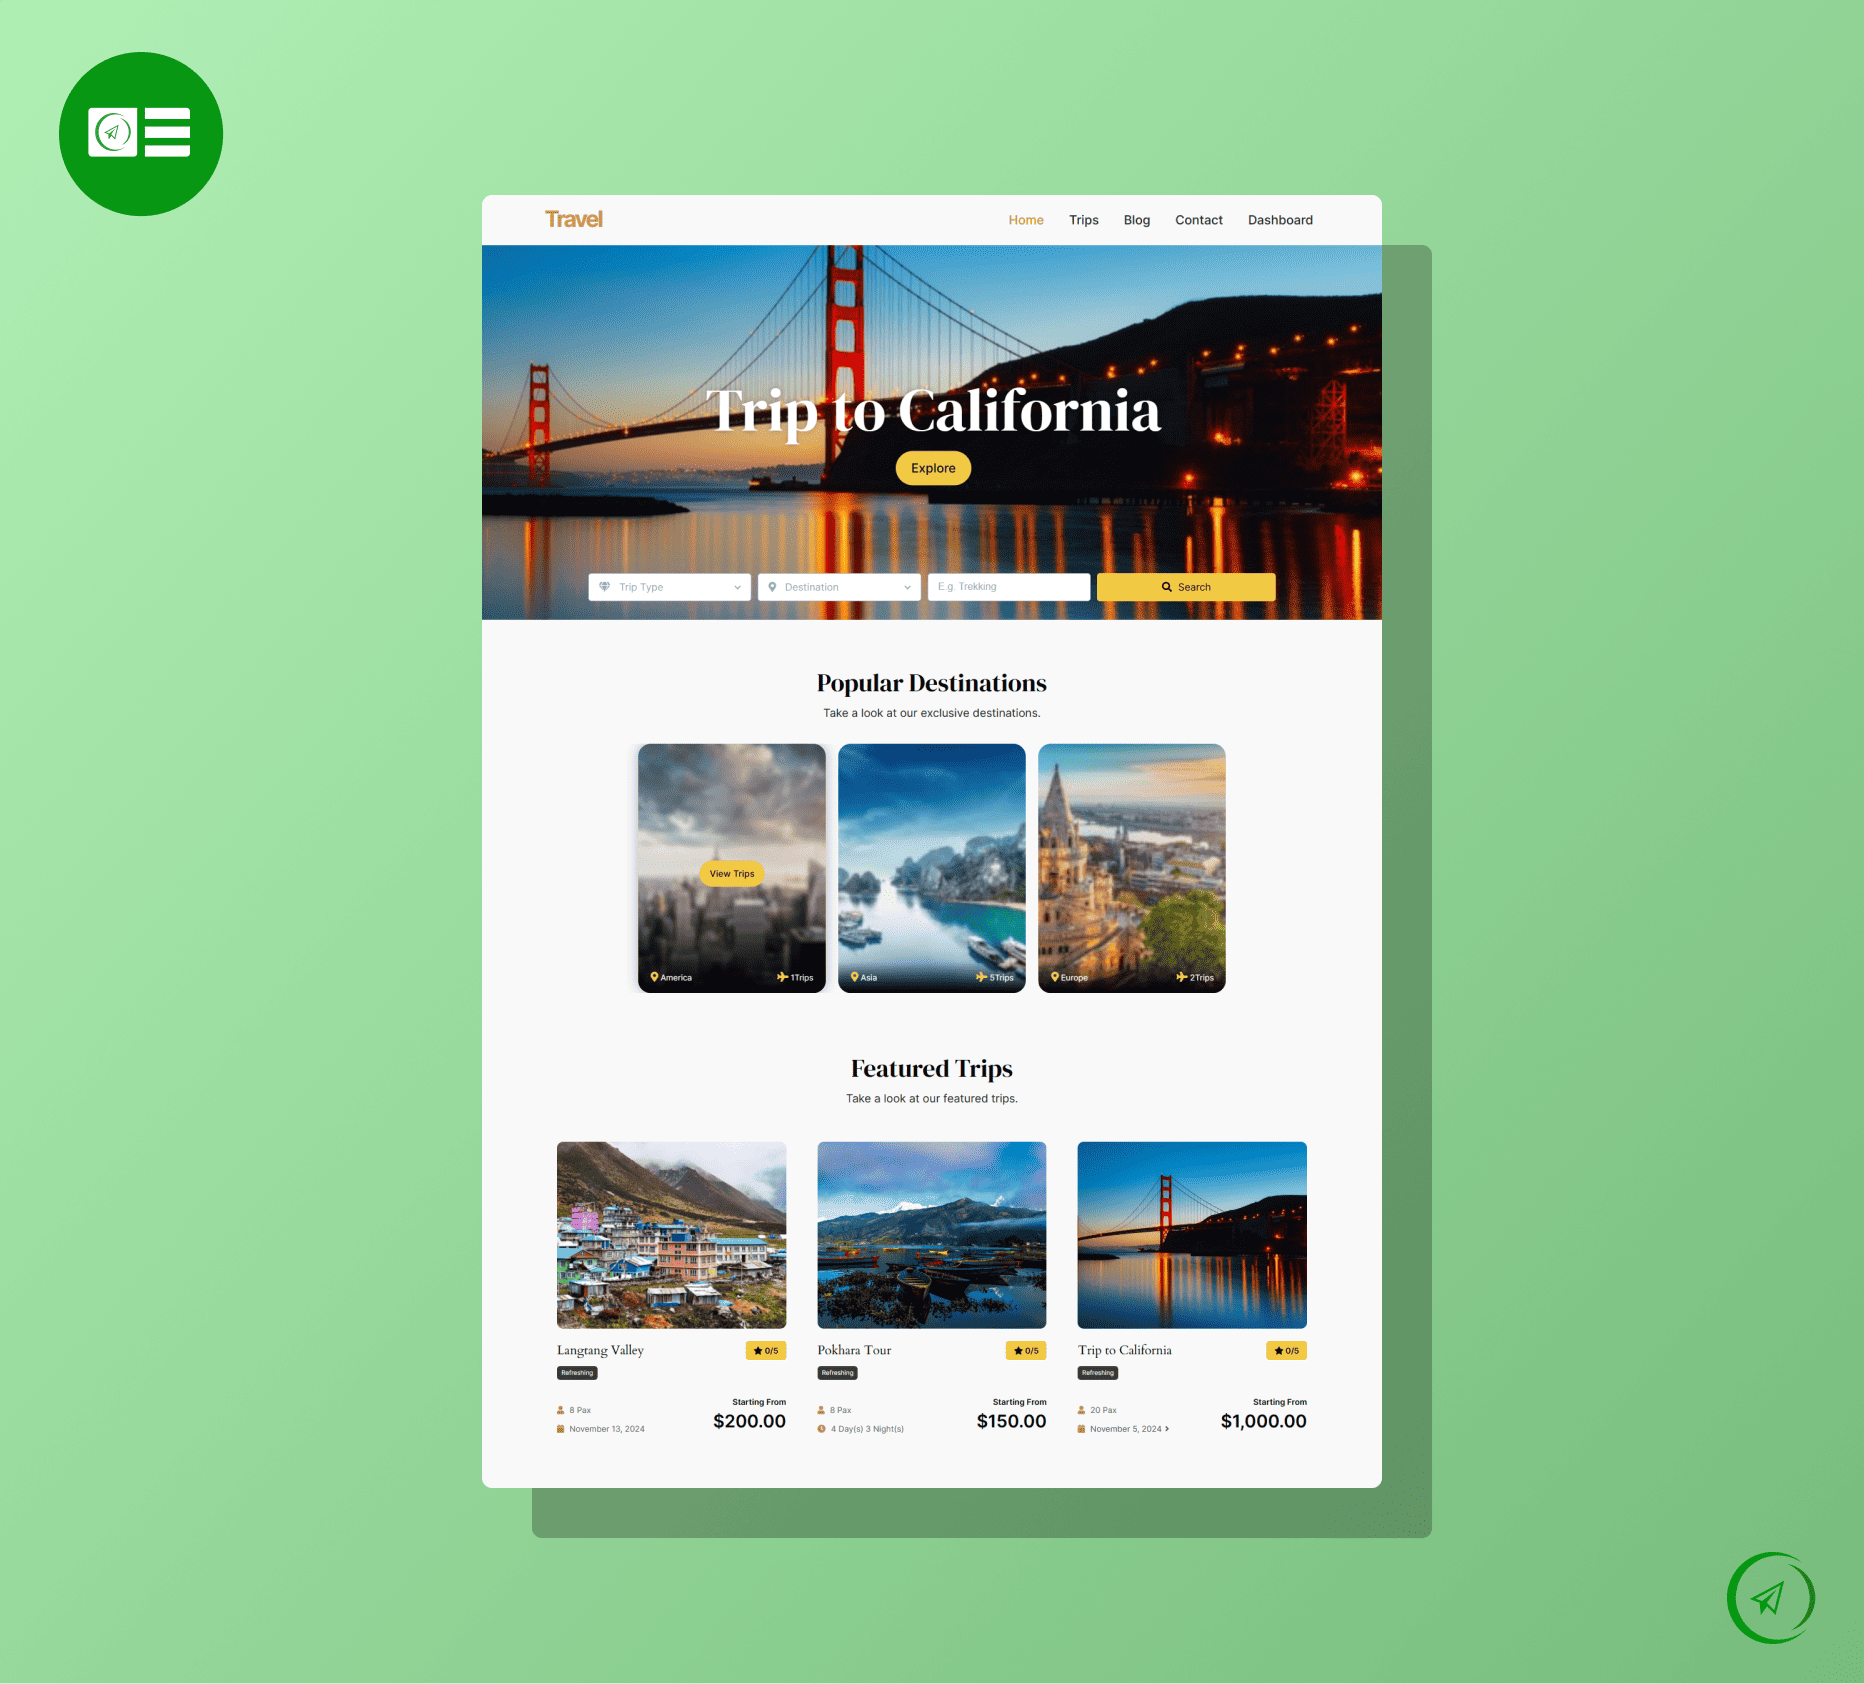 Travel
Home Trips Blog Contact Dashboard
Trip to California
Explore
Trip Type
Destination
E.g. Trekking
Search
Popular Destinations
Take a look at our exclusive destinations.
View Trips
America 1Trips
Asia 5Trips
Europe 2Trips
Featured Trips
Take a look at our featured trips.
Langtang Valley 0/5
Refreshing
Starting From
8 Pax
$200.00
November 13, 2024
Pokhara Tour 0/5
Refreshing
Starting From
8 Pax
$150.00
4 Day(s) 3 Night(s)
Trip to California 0/5
Refreshing
Starting From
20 Pax
$1,000.00
November 5, 2024 >